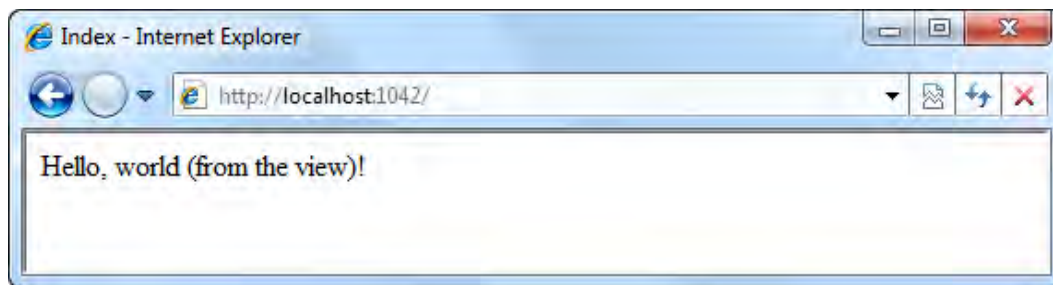 Index - Internet Explorer
http://localhost:1042/
Hello, world (from the view)!